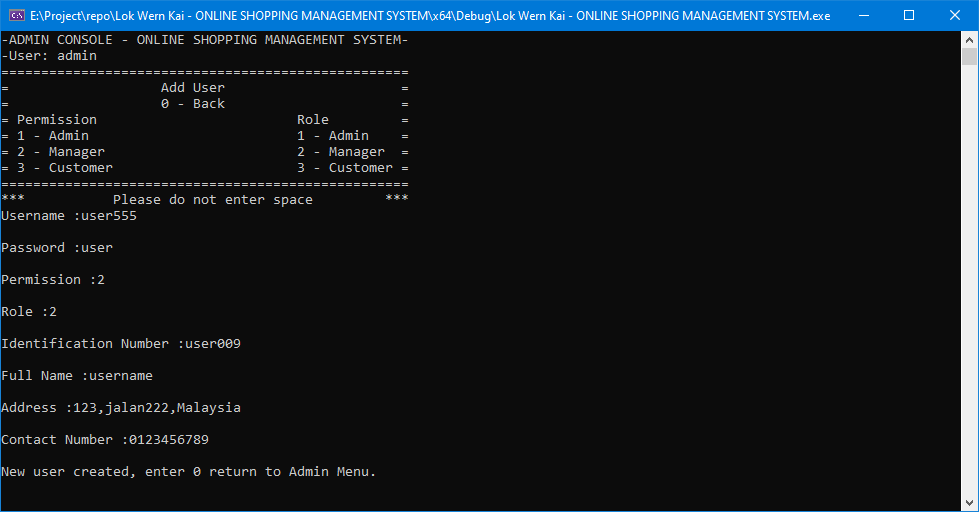 E:\Project\repo\Lok Wern Kai - ONLINE SHOPPING MANAGEMENT SYSTEM\x64\Debug\Lok Wern Kai - ONLINE SHOPPING MANAGEMENT SYSTEM.exe
-ADMIN CONSOLE - ONLINE SHOPPING MANAGEMENT SYSTEM-
-User: admin
===================================================
=                   Add User                      =
=                   0 - Back                      =
= Permission                         Role         =
= 1 - Admin                          1 - Admin    =
= 2 - Manager                        2 - Manager  =
= 3 - Customer                       3 - Customer =
===================================================
***           Please do not enter space         ***
Username :user555
Password :user
Permission :2
Role :2
Identification Number :user009
Full Name :username
Address :123,jalan222,Malaysia
Contact Number :0123456789
New user created, enter 0 return to Admin Menu.